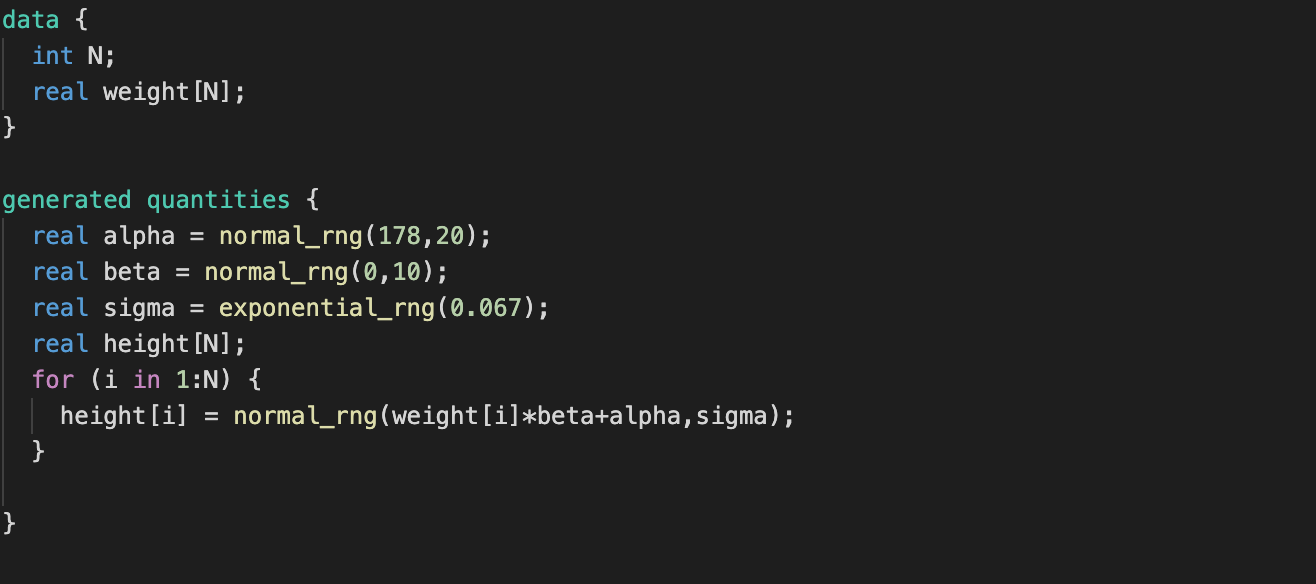 data {
  int N;
  real weight[N];
}
generated quantities {
  real alpha = normal_rng(178,20);
  real beta = normal_rng(0,10);
  real sigma = exponential_rng(0.067);
  real height[N];
  for (i in 1:N) {
    height[i] = normal_rng(weight[i]*beta+alpha,sigma);
  }
}